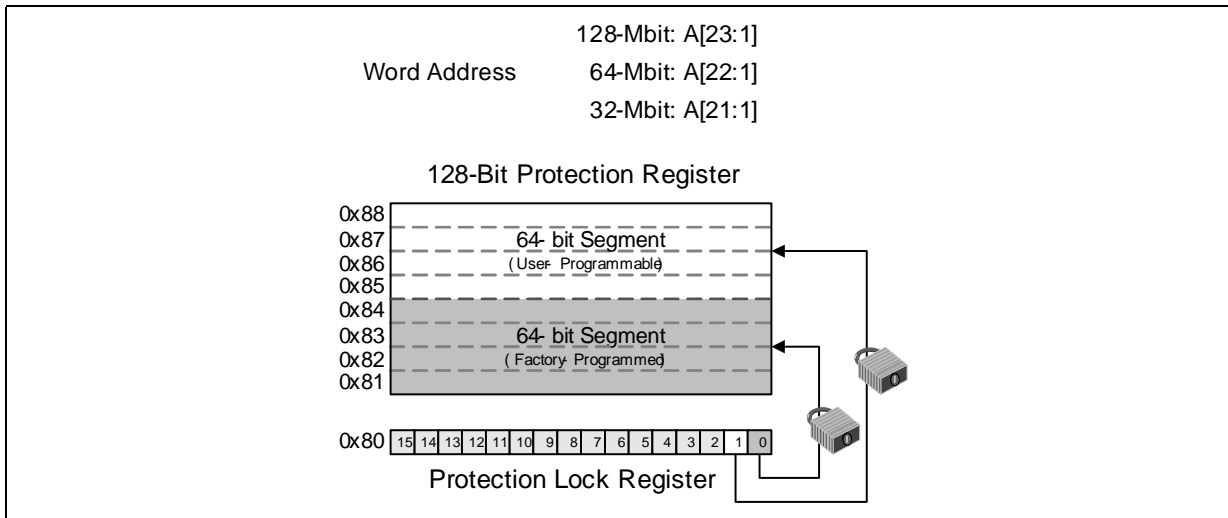 128-Mbit: A[23:1]
Word Address 64-Mbit: A[22:1]
32-Mbit: A[21:1]
128-Bit Protection Register
0x88
0x87 64- bit Segment
0x86 (User- Programmable)
0x85
0x84
0x83 64- bit Segment
0x82 (Factory- Programmed)
0x81
0x80 15 14 13 12 11 10 9 8 7 6 5 4 3 2 1 0
Protection Lock Register